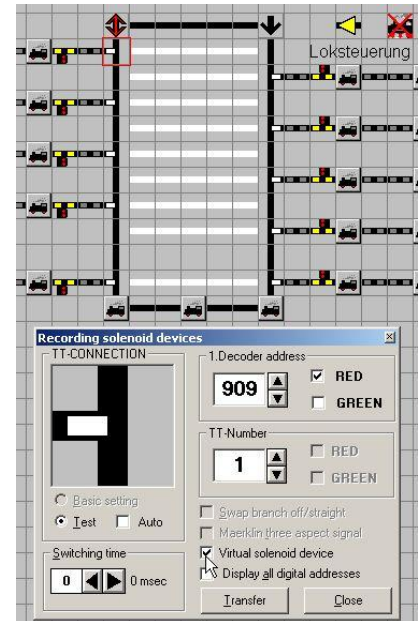 Loksteuerung
Recording solenoid devices
TT-CONNECTION
Basic setting
Test
Auto
Switching time
0
0 msec
1.Decoder address
909
RED
GREEN
TT-Number
1
RED
GREEN
Swap branch off/straight
Maerklin three aspect signal
Virtual solenoid device
Display all digital addresses
Transfer
Close